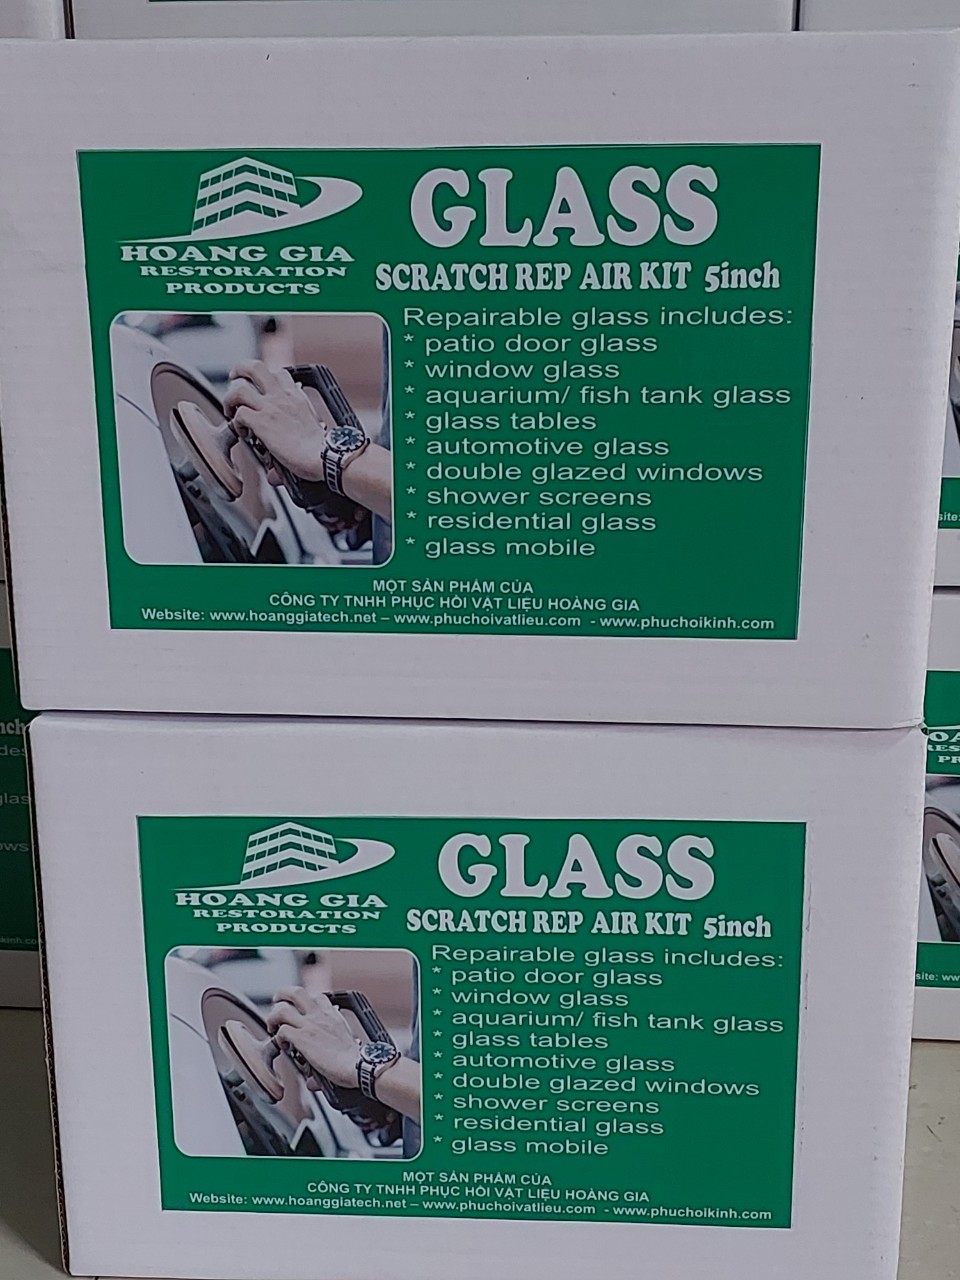 HOANG GIA
RESTORATION
PRODUCTS
GLASS
SCRATCH REP AIR KIT 5inch
Repairable glass includes:
* patio door glass
* window glass
* aquarium/ fish tank glass
* glass tables
* automotive glass
* double glazed windows
* shower screens
* residential glass
* glass mobile
MỘT SẢN PHẨM CỦA
CÔNG TY TNHH PHỤC HỒI VẬT LIỆU HOÀNG GIA
Website: www.hoanggiatech.net – www.phuchoivatlieu.com - www.phuchoikinh.com
HOANG GIA
RESTORATION
PRODUCTS
GLASS
SCRATCH REP AIR KIT 5inch
Repairable glass includes:
* patio door glass
* window glass
* aquarium/ fish tank glass
* glass tables
* automotive glass
* double glazed windows
* shower screens
* residential glass
* glass mobile
MỘT SẢN PHẨM CỦA
CÔNG TY TNHH PHỤC HỒI VẬT LIỆU HOÀNG GIA
Website: www.hoanggiatech.net – www.phuchoivatlieu.com - www.phuchoikinh.com